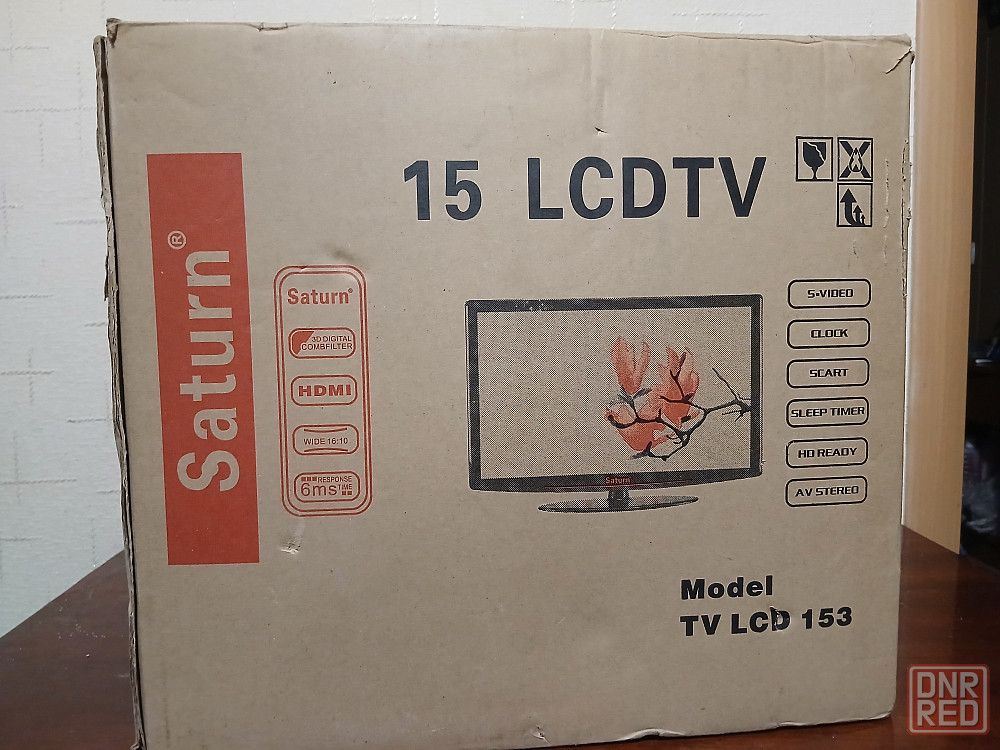 15 LCDTV
Saturn®
Saturn®
3D DIGITAL
COMBFILTER
HDMI
WIDE 16:10
RESPONSE
6ms TIME
Saturn
S-VIDEO
CLOCK
SCART
SLEEP TIMER
HD READY
AV STEREO
Model
TV LCD 153
DNR
RED